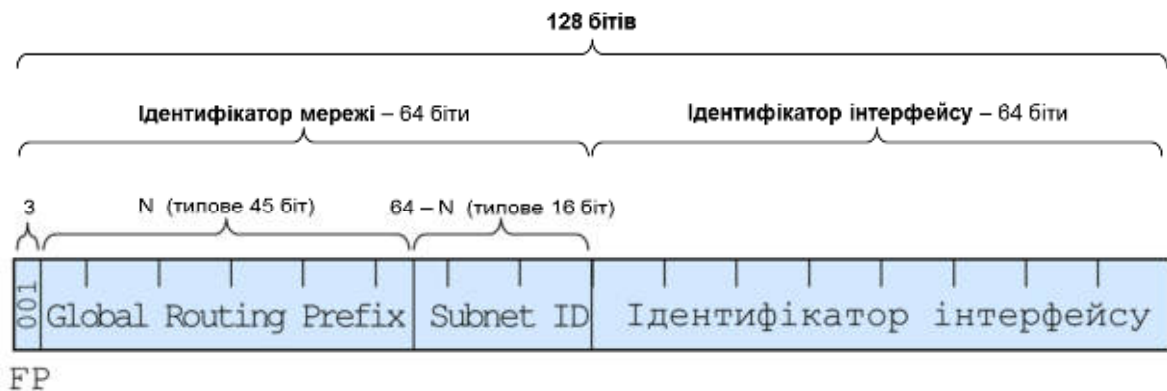 128 бітів
Ідентифікатор мережі – 64 біти Ідентифікатор інтерфейсу – 64 біти
3 N (типове 45 біт) 64 – N (типове 16 біт)
001 Global Routing Prefix Subnet ID Ідентифікатор інтерфейсу
FP